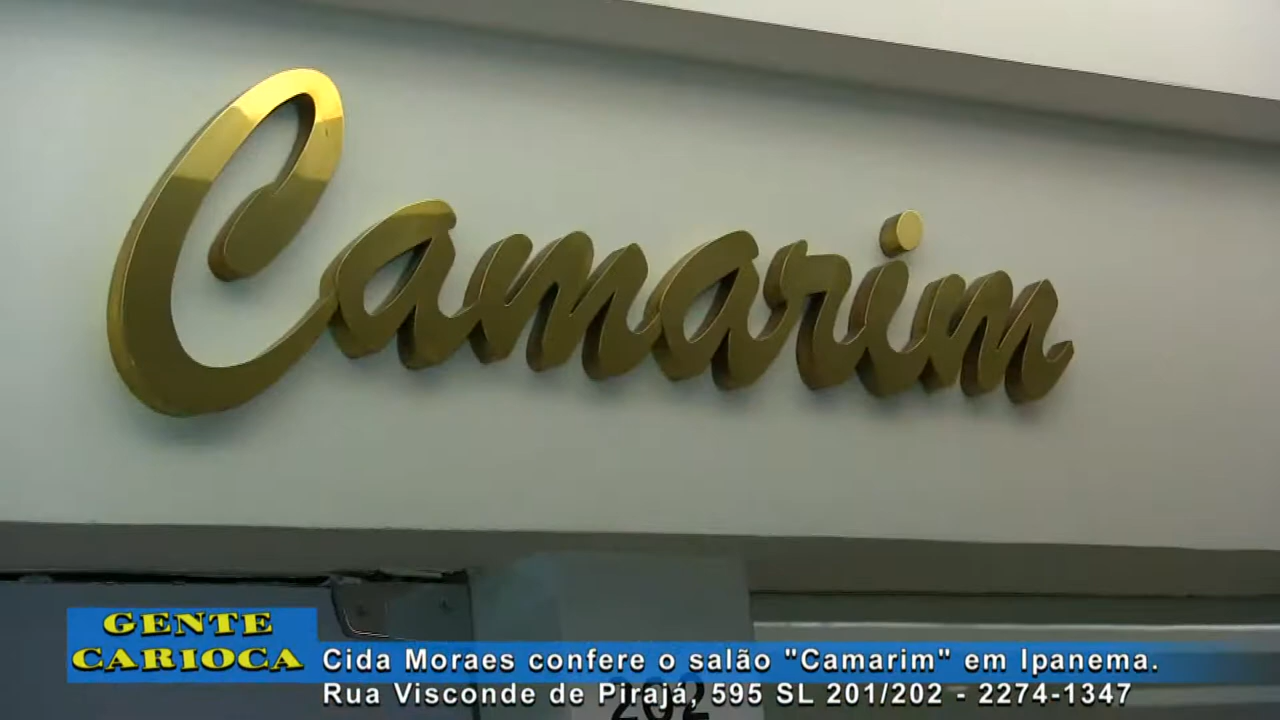 Camarim
GENTE
CARIOCA
Cida Moraes confere o salão "Camarim" em Ipanema.
Rua Visconde de Pirajá, 595 SL 201/202 - 2274-1347
202